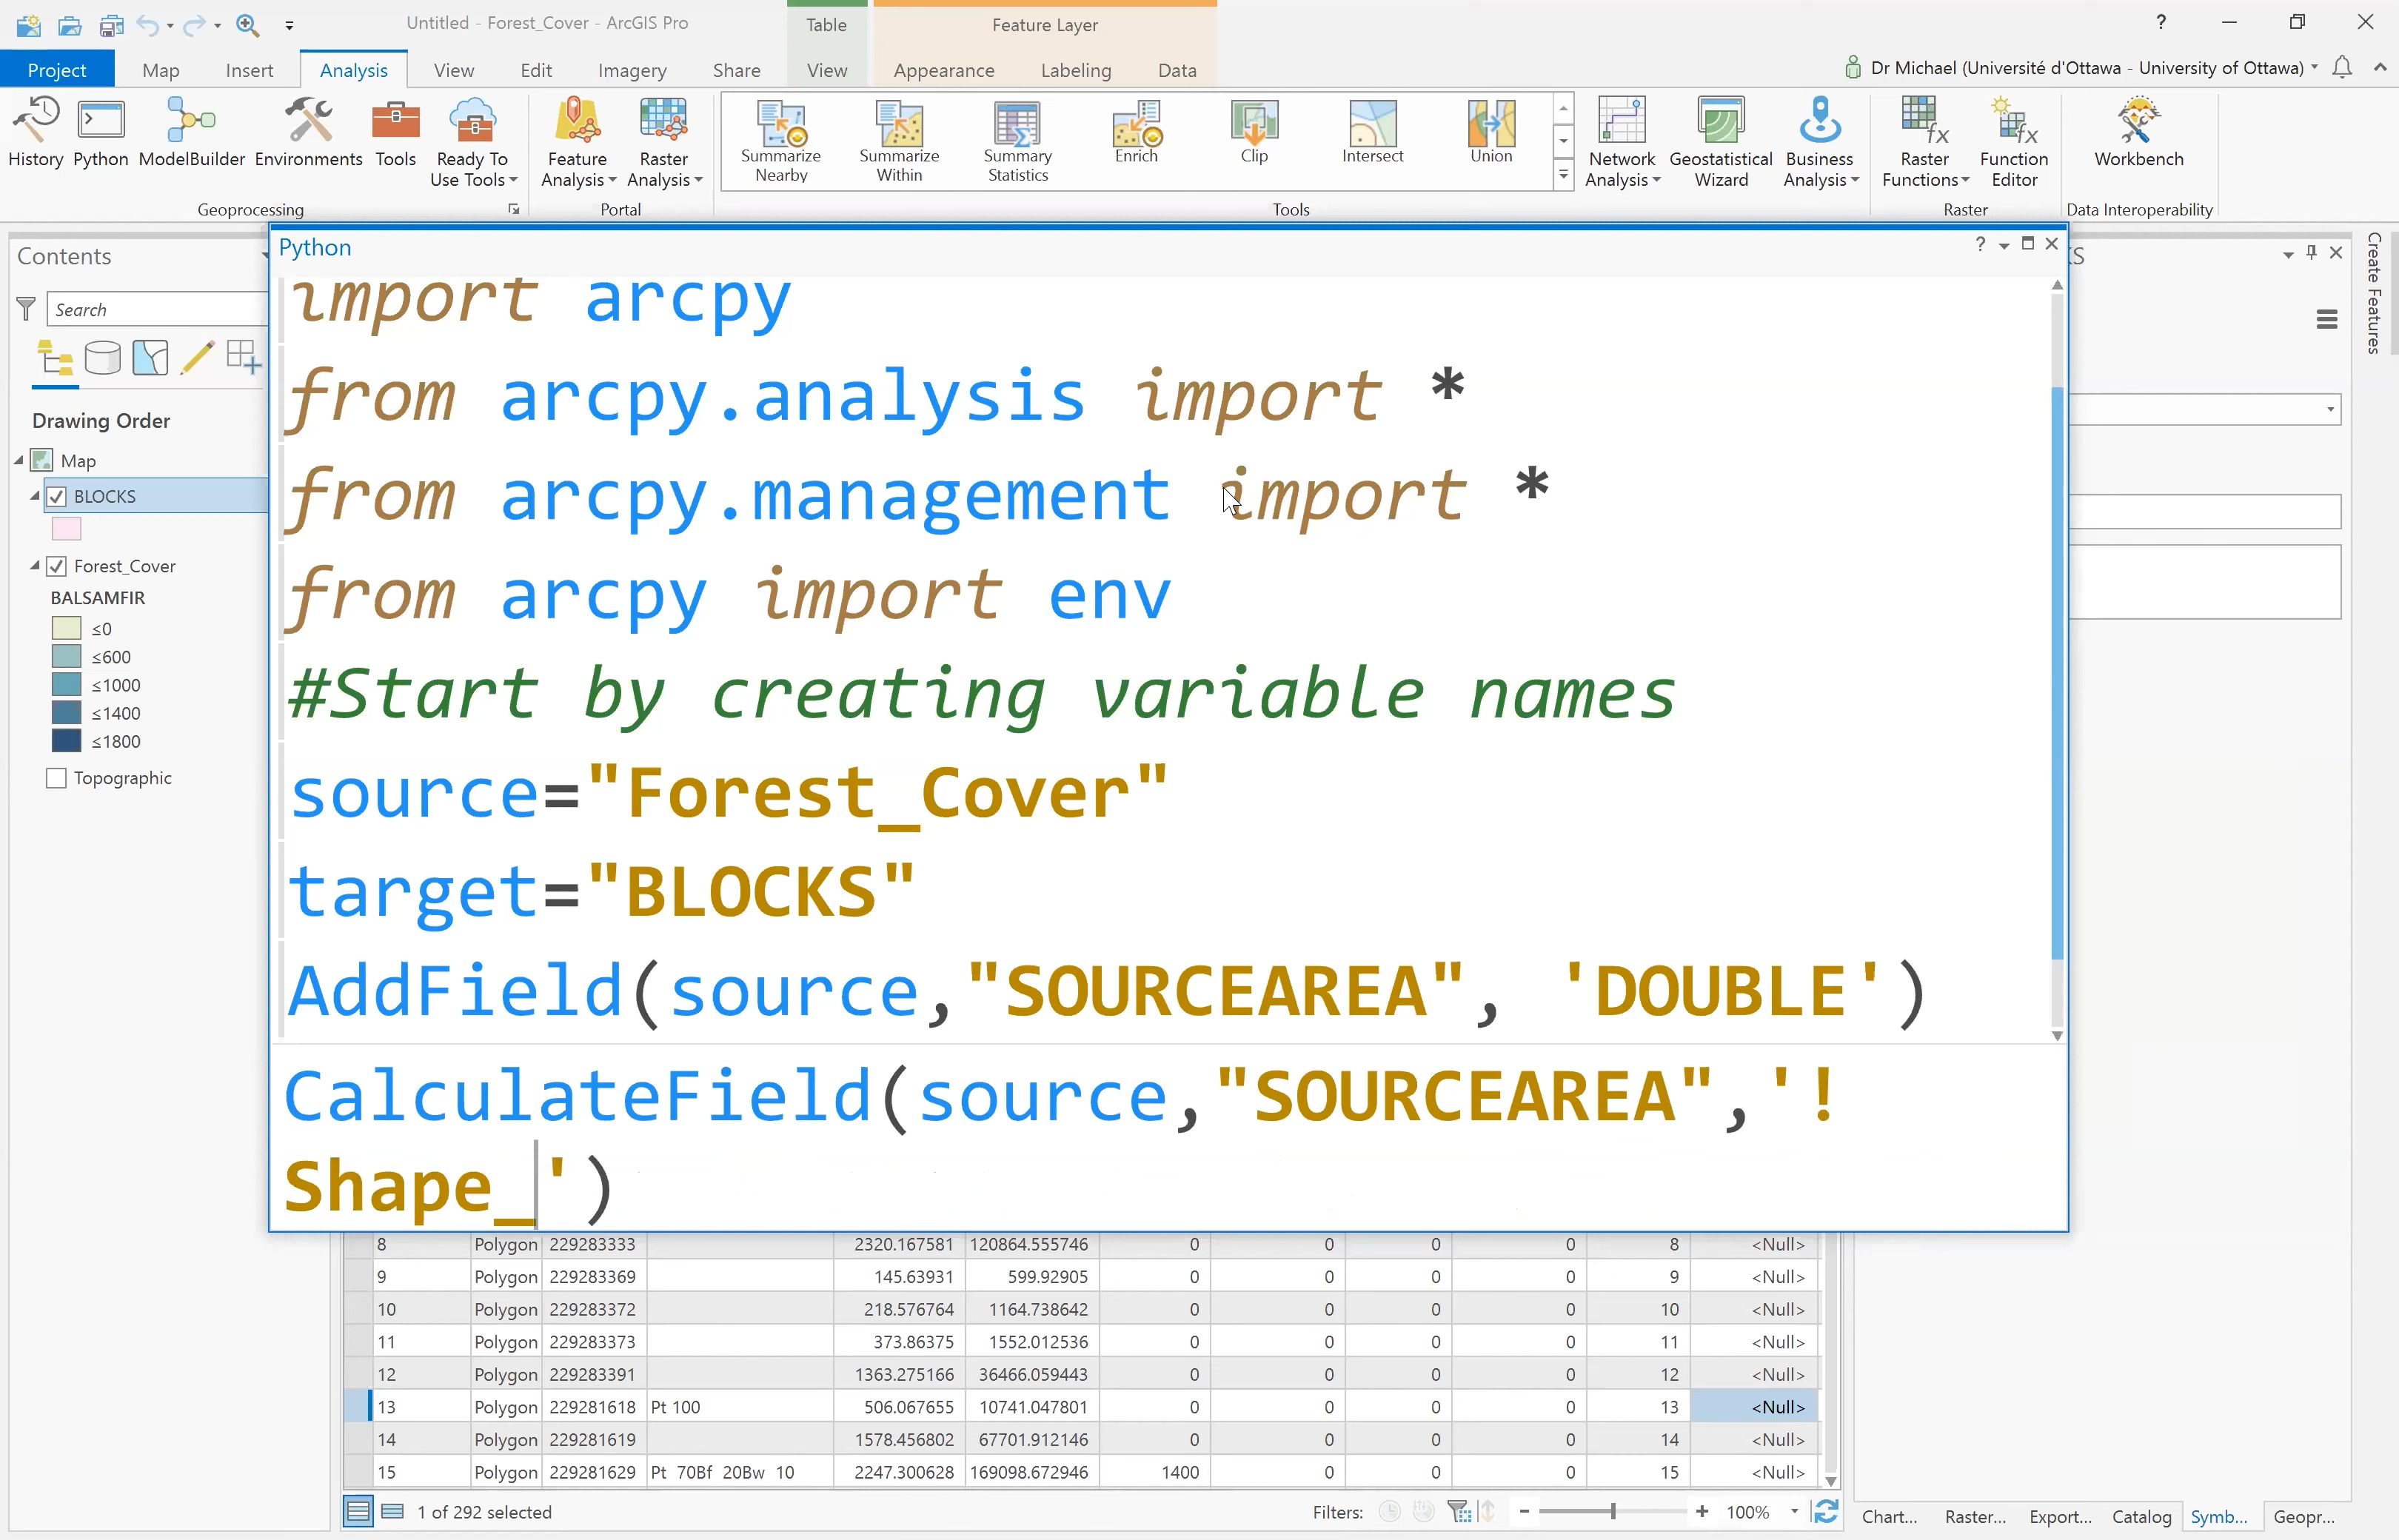 Untitled - Forest_Cover - ArcGIS Pro
Table
Feature Layer
?
Project
Map
Insert
Analysis
View
Edit
Imagery
Share
View
Appearance
Labeling
Data
Dr Michael (Université d'Ottawa - University of Ottawa)
History
Python
ModelBuilder
Environments
Tools
Ready To
Use Tools
Feature
Analysis
Raster
Analysis
Summarize
Nearby
Summarize
Within
Summary
Statistics
Enrich
Clip
Intersect
Union
Network
Analysis
Geostatistical
Wizard
Business
Analysis
Raster
Functions
Function
Editor
Workbench
Geoprocessing
Portal
Tools
Raster
Data Interoperability
Contents
Search
Drawing Order
Map
BLOCKS
Forest_Cover
BALSAMFIR
≤0
≤600
≤1000
≤1400
≤1800
Topographic
Python
?
import arcpy
from arcpy.analysis import *
from arcpy.management import *
from arcpy import env
#Start by creating variable names
source="Forest_Cover"
target="BLOCKS"
AddField(source,"SOURCEAREA", 'DOUBLE')
CalculateField(source,"SOURCEAREA",'!
Shape_')
Create Features
8 Polygon 229283333 2320.167581 120864.555746 0 0 0 0 8 <Null>
9 Polygon 229283369 145.63931 599.92905 0 0 0 0 9 <Null>
10 Polygon 229283372 218.576764 1164.738642 0 0 0 0 10 <Null>
11 Polygon 229283373 373.86375 1552.012536 0 0 0 0 11 <Null>
12 Polygon 229283391 1363.275166 36466.059443 0 0 0 0 12 <Null>
13 Polygon 229281618 Pt 100 506.067655 10741.047801 0 0 0 0 13 <Null>
14 Polygon 229281619 1578.456802 67701.912146 0 0 0 0 14 <Null>
15 Polygon 229281629 Pt 70Bf 20Bw 10 2247.300628 169098.672946 1400 0 0 0 15 <Null>
1 of 292 selected
Filters:
- + 100%
Chart...
Raster...
Export...
Catalog
Symb...
Geopr...